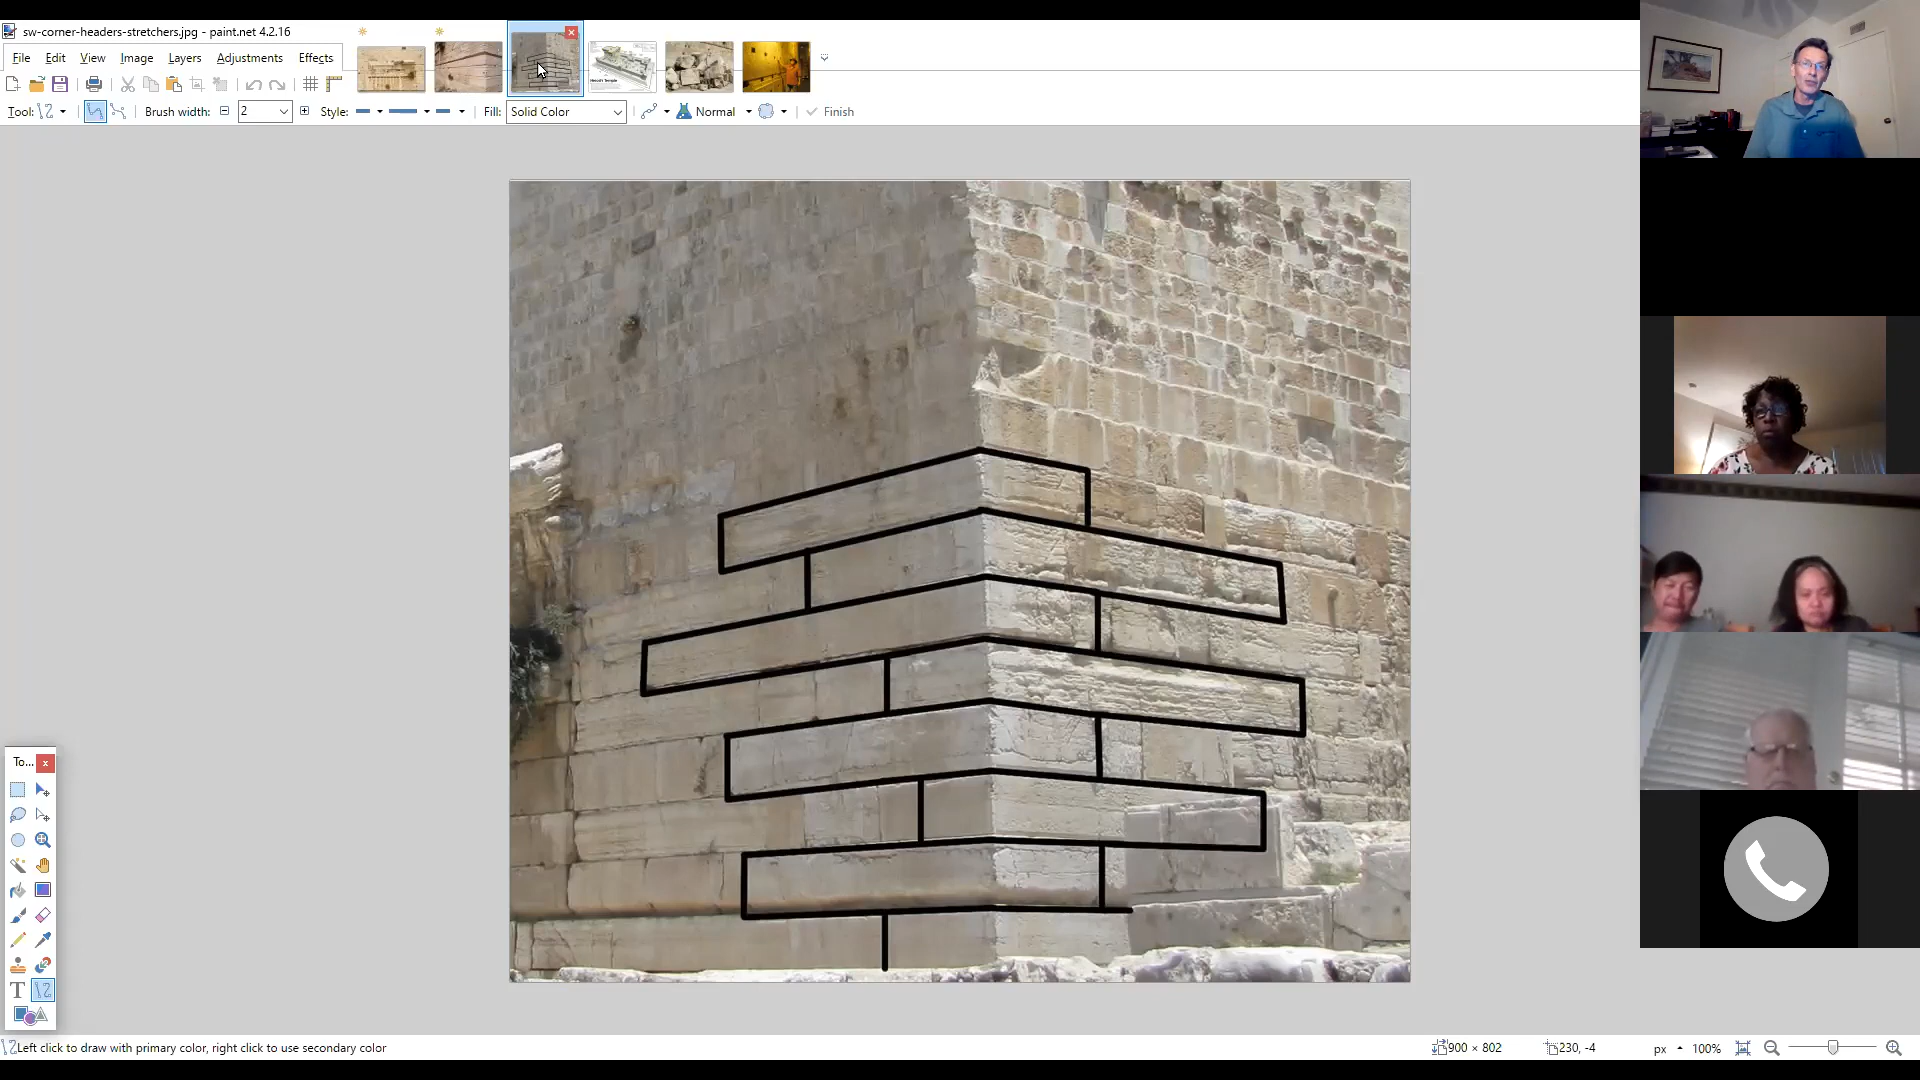 sw-corner-headers-stretchers.jpg - paint.net 4.2.16
File Edit View Image Layers Adjustments Effects
Tool: Brush width: 2 Style: Fill: Solid Color Normal Finish
Herod's Temple
To...
T
Left click to draw with primary color, right click to use secondary color 900 × 802 230, -4 px 100%